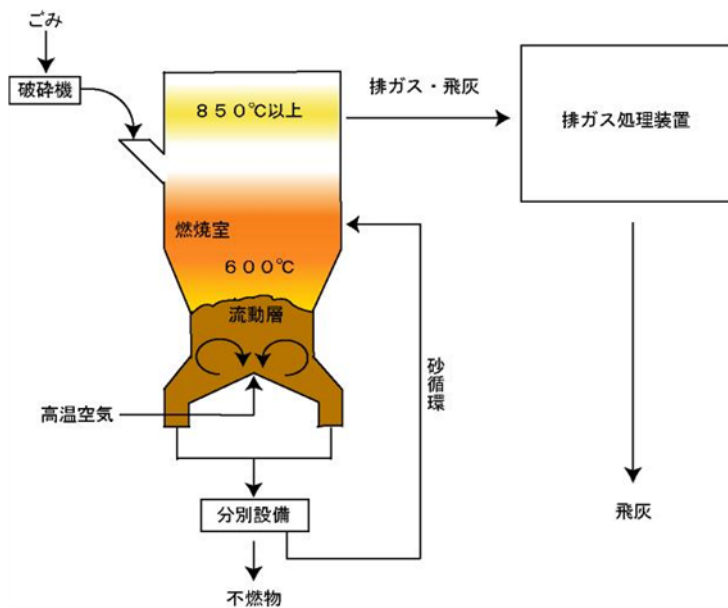 ごみ
破砕機
850℃以上
排ガス・飛灰
排ガス処理装置
燃焼室
600℃
流動層
砂循環
高温空気
分別設備
飛灰
不燃物